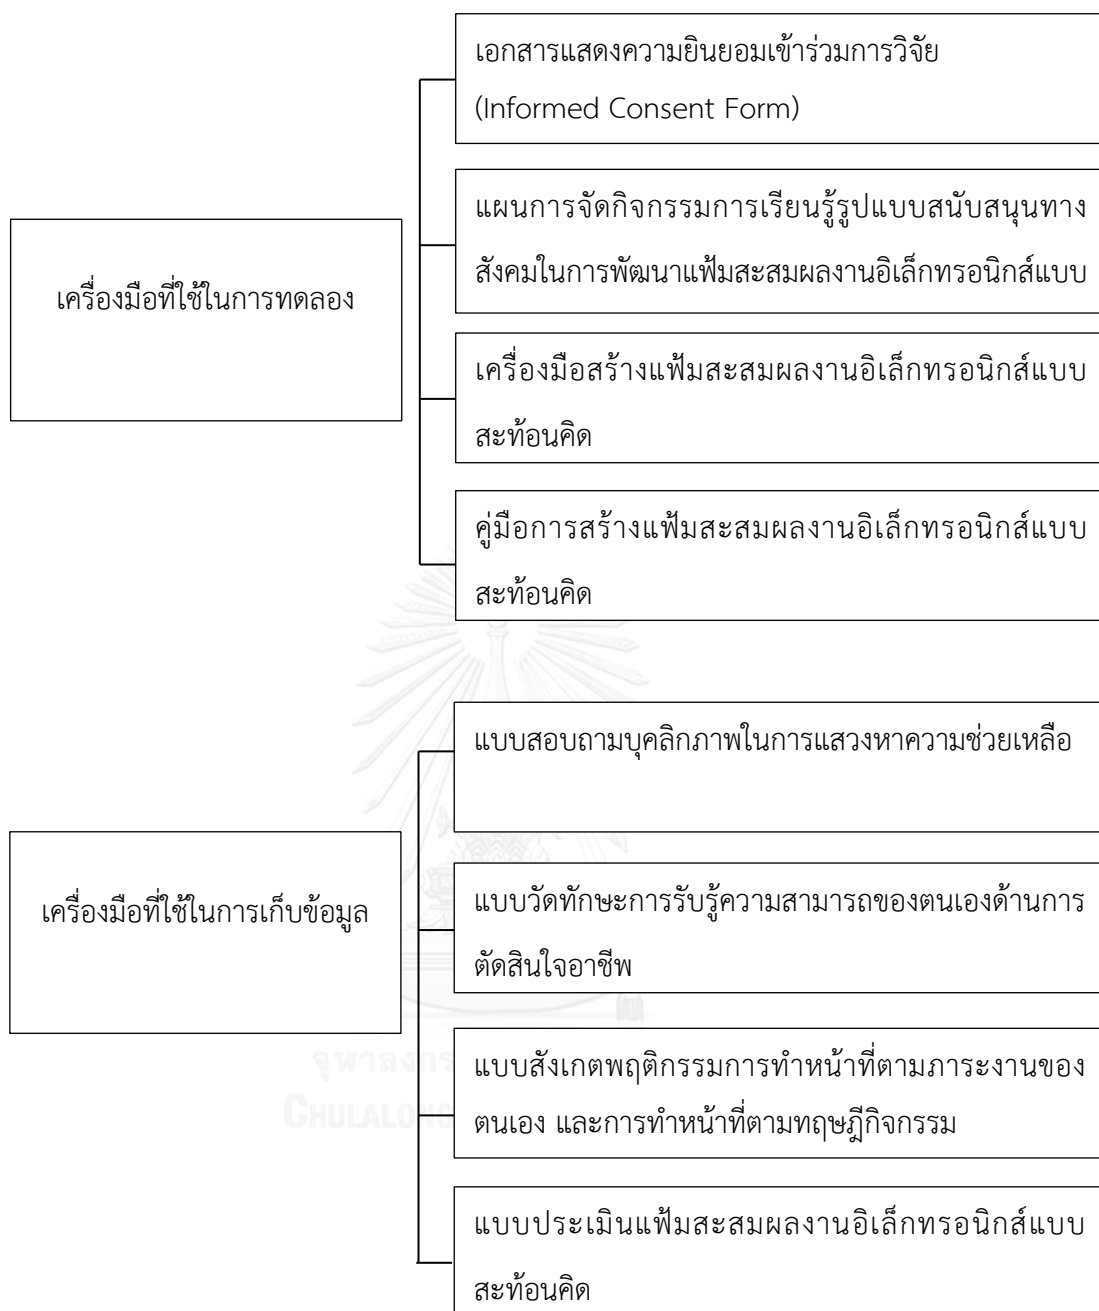 เอกสารแสดงความยินยอมเข้าร่วมการวิจัย
(Informed Consent Form)
แผนการจัดกิจกรรมการเรียนรู้รูปแบบสนับสนุนทาง
สังคมในการพัฒนาแฟ้มสะสมผลงานอิเล็กทรอนิกส์แบบ
เครื่องมือที่ใช้ในการทดลอง
เครื่องมือสร้างแฟ้มสะสมผลงานอิเล็กทรอนิกส์แบบ
สะท้อนคิด
คู่มือการสร้างแฟ้มสะสมผลงานอิเล็กทรอนิกส์แบบ
สะท้อนคิด
แบบสอบถามบุคลิกภาพในการแสวงหาความช่วยเหลือ
เครื่องมือที่ใช้ในการเก็บข้อมูล
แบบวัดทักษะการรับรู้ความสามารถของตนเองด้านการ
ตัดสินใจอาชีพ
แบบสังเกตพฤติกรรมการทำหน้าที่ตามภาระงานของ
ตนเอง และการทำหน้าที่ตามทฤษฎีกิจกรรม
แบบประเมินแฟ้มสะสมผลงานอิเล็กทรอนิกส์แบบ
สะท้อนคิด